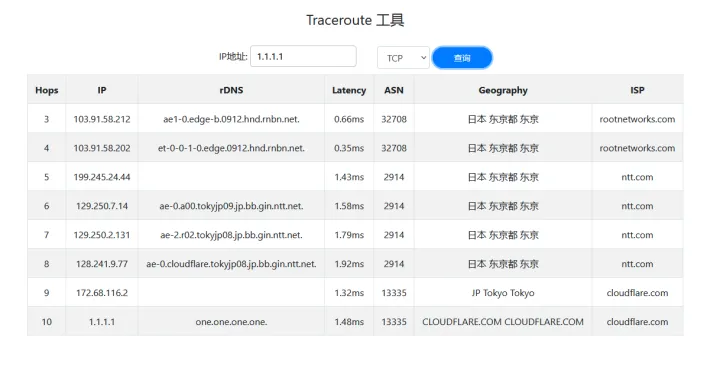 Traceroute 工具
IP地址: 1.1.1.1 TCP 查询
Hops IP rDNS Latency ASN Geography ISP
3 103.91.58.212 ae1-0.edge-b.0912.hnd.rnbn.net. 0.66ms 32708 日本 东京都 东京 rootnetworks.com
4 103.91.58.202 et-0-0-1-0.edge.0912.hnd.rnbn.net. 0.35ms 32708 日本 东京都 东京 rootnetworks.com
5 199.245.24.44 1.43ms 2914 日本 东京都 东京 ntt.com
6 129.250.7.14 ae-0.a00.tokyjp09.jp.bb.gin.ntt.net. 1.58ms 2914 日本 东京都 东京 ntt.com
7 129.250.2.131 ae-2.r02.tokyjp08.jp.bb.gin.ntt.net. 1.79ms 2914 日本 东京都 东京 ntt.com
8 128.241.9.77 ae-0.cloudflare.tokyjp08.jp.bb.gin.ntt.net. 1.92ms 2914 日本 东京都 东京 ntt.com
9 172.68.116.2 1.32ms 13335 JP Tokyo Tokyo cloudflare.com
10 1.1.1.1 one.one.one.one. 1.48ms 13335 CLOUDFLARE.COM CLOUDFLARE.COM cloudflare.com